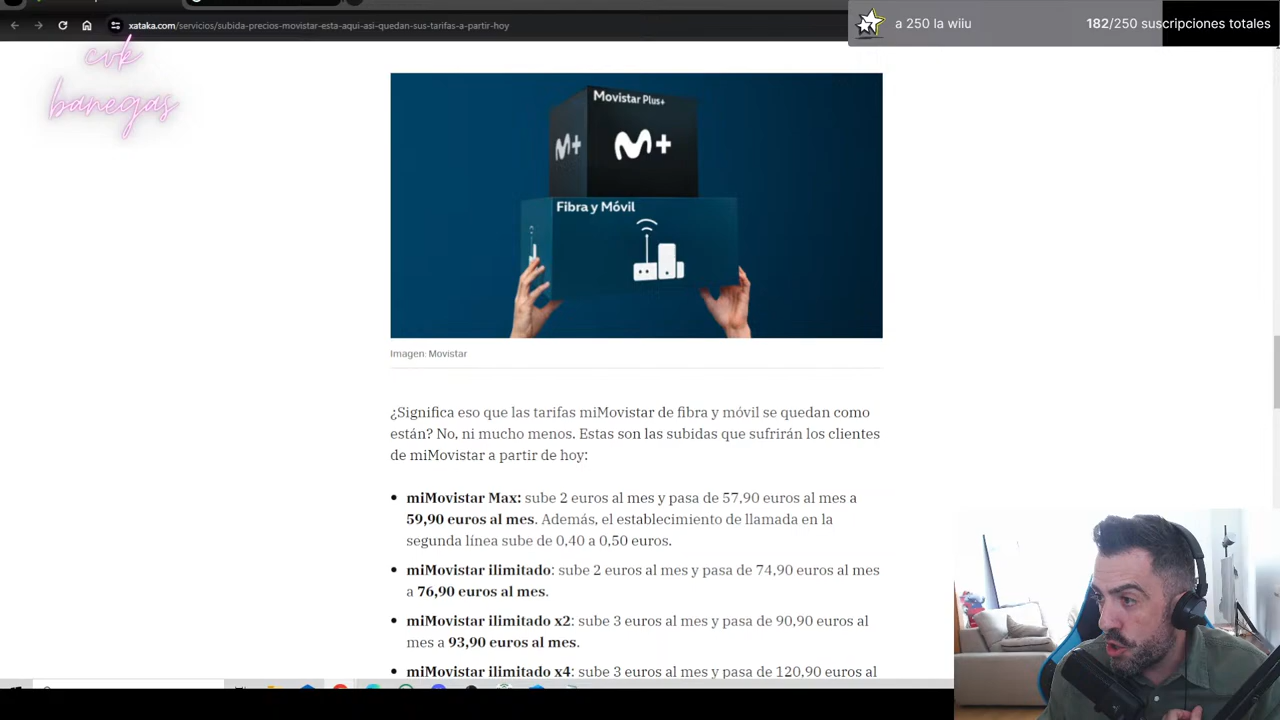 xataka.com/servicios/subida-precios-movistar-esta-aqui-asi-quedan-sus-tarifas-a-partir-hoy
a 250 la wiiu
182/250 suscripciones totales
cvk
banegas
Movistar Plus+
M+
M+
Fibra y Móvil
Imagen: Movistar
¿Significa eso que las tarifas miMovistar de fibra y móvil se quedan como
están? No, ni mucho menos. Estas son las subidas que sufrirán los clientes
de miMovistar a partir de hoy:
miMovistar Max: sube 2 euros al mes y pasa de 57,90 euros al mes a
59,90 euros al mes. Además, el establecimiento de llamada en la
segunda línea sube de 0,40 a 0,50 euros.
miMovistar ilimitado: sube 2 euros al mes y pasa de 74,90 euros al mes
a 76,90 euros al mes.
miMovistar ilimitado x2: sube 3 euros al mes y pasa de 90,90 euros al
mes a 93,90 euros al mes.
miMovistar ilimitado x4: sube 3 euros al mes y pasa de 120,90 euros al